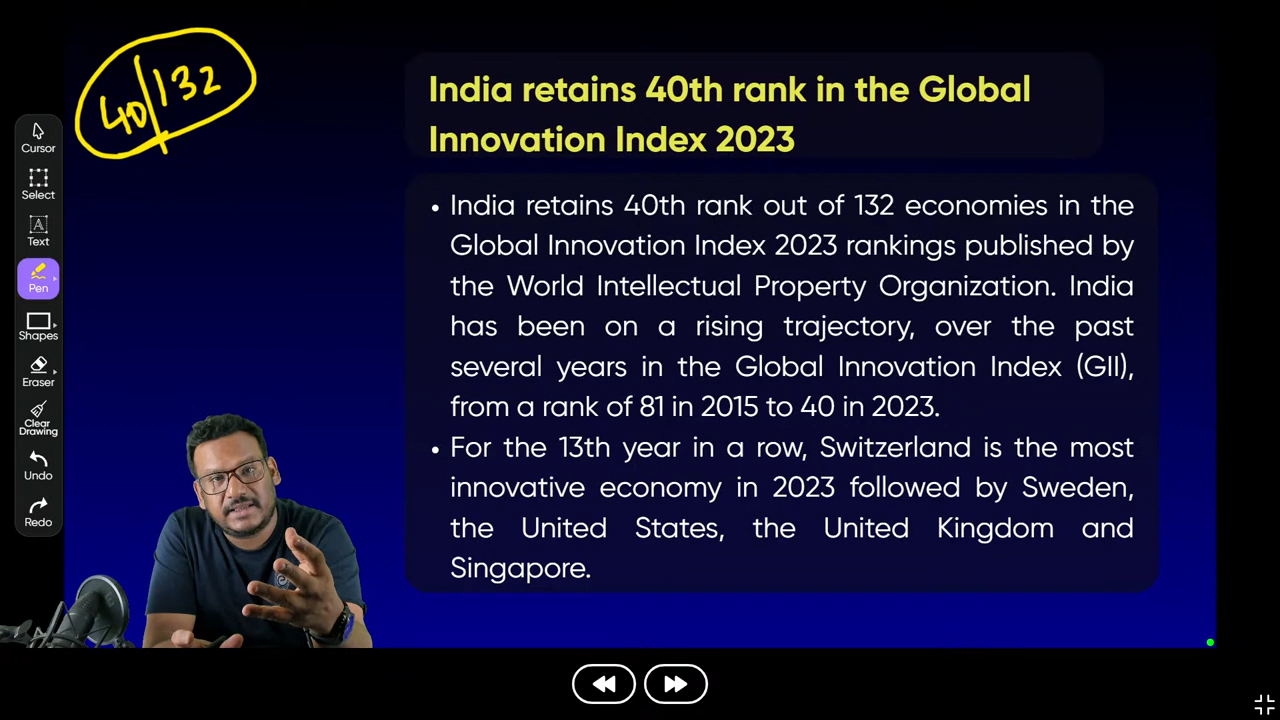 40/132
India retains 40th rank in the Global
Innovation Index 2023
• India retains 40th rank out of 132 economies in the
Global Innovation Index 2023 rankings published by
the World Intellectual Property Organization. India
has been on a rising trajectory, over the past
several years in the Global Innovation Index (GII),
from a rank of 81 in 2015 to 40 in 2023.
• For the 13th year in a row, Switzerland is the most
innovative economy in 2023 followed by Sweden,
the United States, the United Kingdom and
Singapore.
Cursor
Select
A
Text
Pen
Shapes
Eraser
Clear
Drawing
Undo
Redo